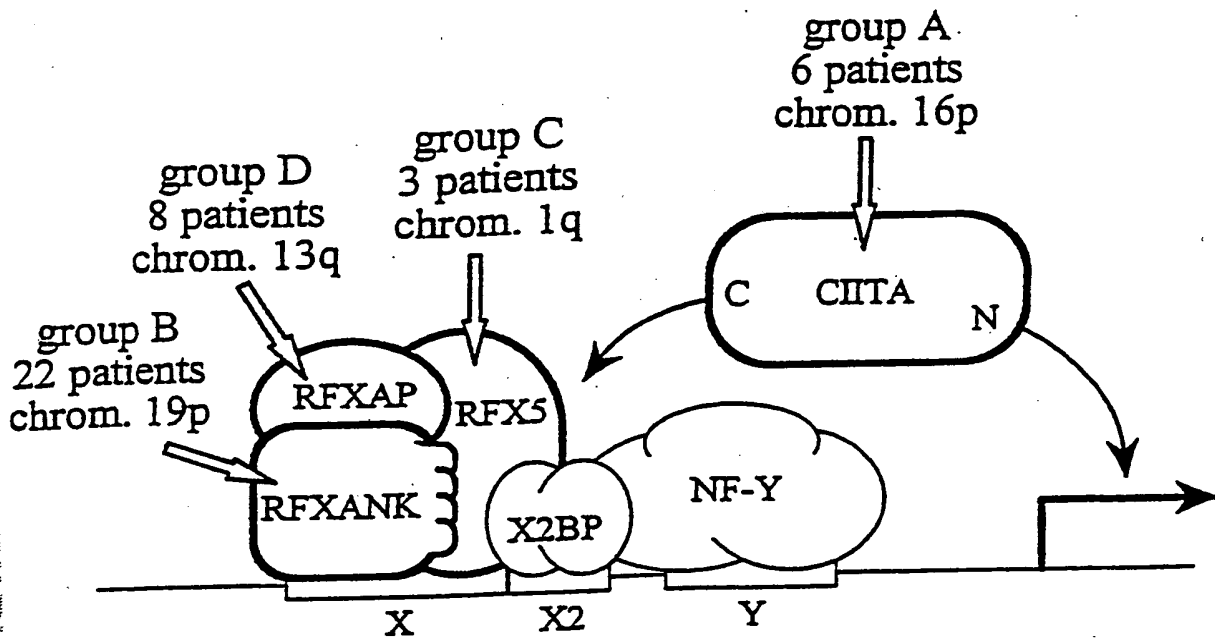 group A
6 patients
chrom. 16p
group C
3 patients
chrom. 1q
group D
8 patients
chrom. 13q
group B
22 patients
chrom. 19p
C
CIITA
N
RFXAP
RFX5
RFXANK
X2BP
NF-Y
X
X2
Y